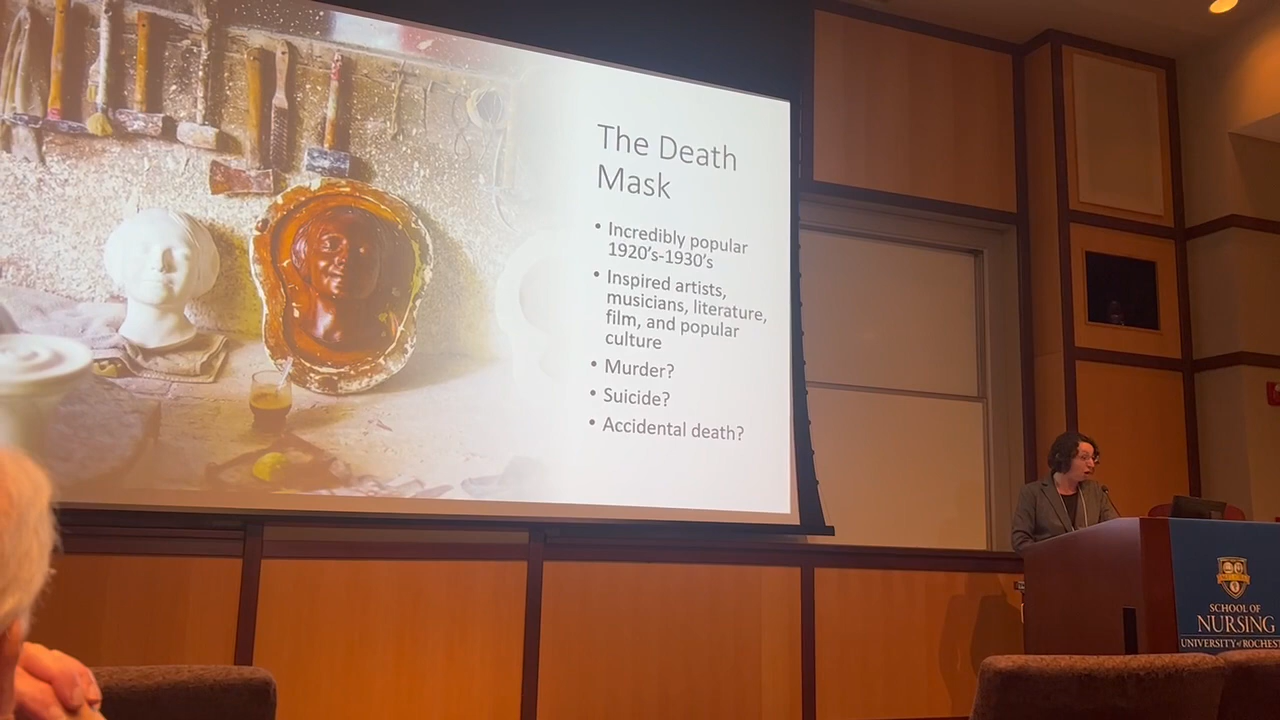 The Death
Mask
• Incredibly popular
1920's-1930's
• Inspired artists,
musicians, literature,
film, and popular
culture
• Murder?
• Suicide?
• Accidental death?
SCHOOL OF
NURSING
UNIVERSITY of ROCHEST